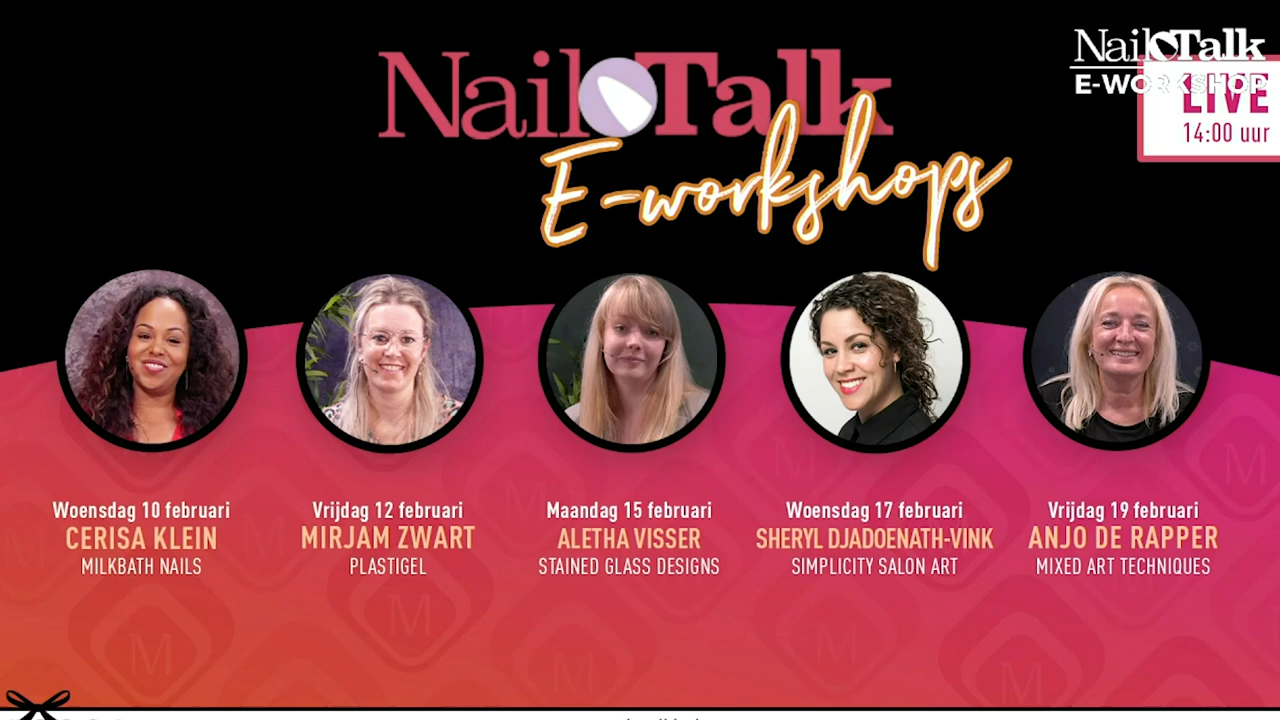 NailTalk
E-workshops
NailTalk
E-WORKSHOP
LIVE
14:00 uur
Woensdag 10 februari
CERISA KLEIN
MILKBATH NAILS
Vrijdag 12 februari
MIRJAM ZWART
PLASTIGEL
Maandag 15 februari
ALETHA VISSER
STAINED GLASS DESIGNS
Woensdag 17 februari
SHERYL DJADOENATH-VINK
SIMPLICITY SALON ART
Vrijdag 19 februari
ANJO DE RAPPER
MIXED ART TECHNIQUES